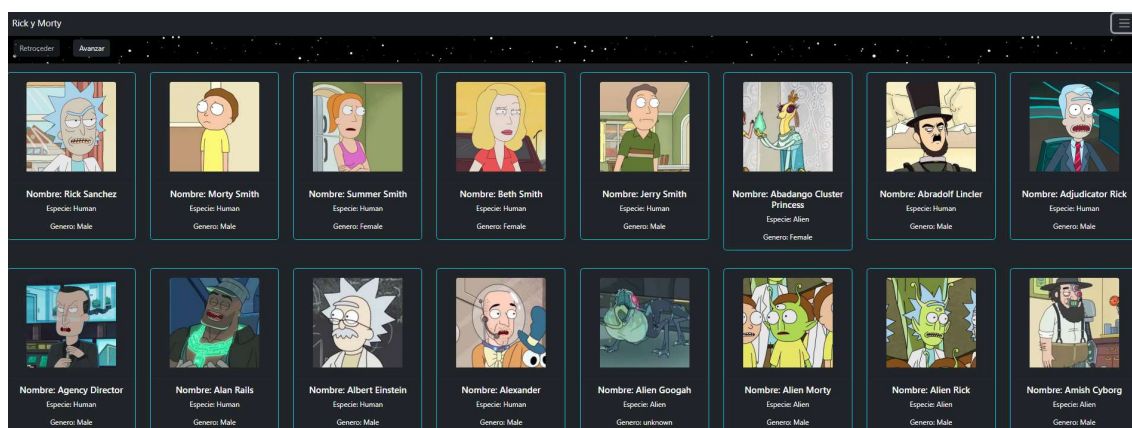 Rick y Morty
Retroceder Avanzar
Nombre: Rick Sanchez
Especie: Human
Genero: Male
Nombre: Morty Smith
Especie: Human
Genero: Male
Nombre: Summer Smith
Especie: Human
Genero: Female
Nombre: Beth Smith
Especie: Human
Genero: Female
Nombre: Jerry Smith
Especie: Human
Genero: Male
Nombre: Abadango Cluster
Princess
Especie: Alien
Genero: Female
Nombre: Abradolf Lincler
Especie: Human
Genero: Male
Nombre: Adjudicator Rick
Especie: Human
Genero: Male
Nombre: Agency Director
Especie: Human
Genero: Male
Nombre: Alan Rails
Especie: Human
Genero: Male
Nombre: Albert Einstein
Especie: Human
Genero: Male
Nombre: Alexander
Especie: Human
Genero: Male
Nombre: Alien Googah
Especie: Alien
Genero: unknown
Nombre: Alien Morty
Especie: Alien
Genero: Male
Nombre: Alien Rick
Especie: Alien
Genero: Male
Nombre: Amish Cyborg
Especie: Alien
Genero: Male